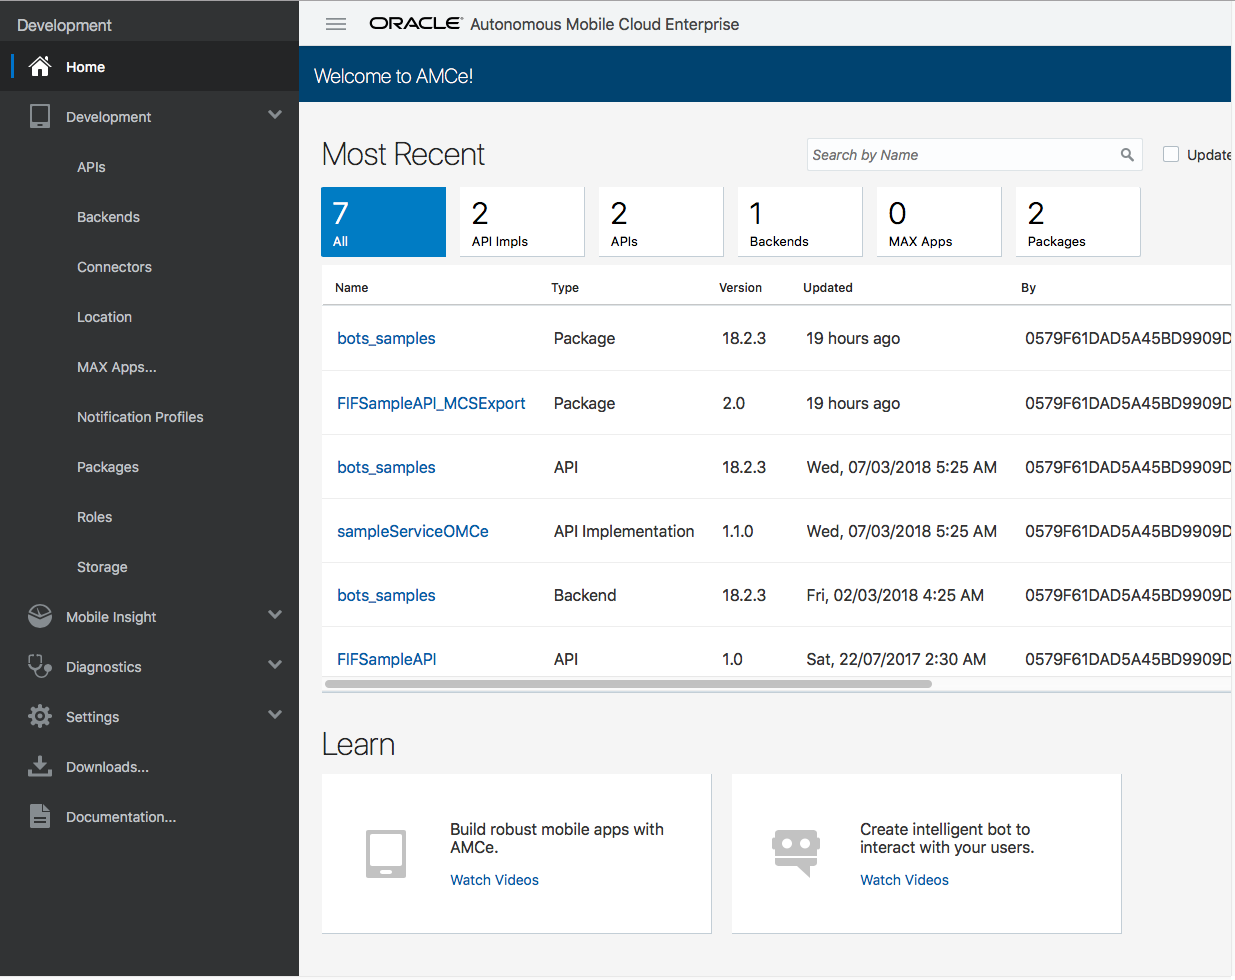 Development
Home
Development
APIs
Backends
Connectors
Location
MAX Apps...
Notification Profiles
Packages
Roles
Storage
Mobile Insight
Diagnostics
Settings
Downloads...
Documentation...
ORACLE Autonomous Mobile Cloud Enterprise
Welcome to AMCe!
Most Recent
Search by Name
Update
7
All
2
API Impls
2
APIs
1
Backends
0
MAX Apps
2
Packages
Name Type Version Updated By
bots_samples Package 18.2.3 19 hours ago 0579F61DAD5A45BD9909D
FIFSampleAPI_MCSExport Package 2.0 19 hours ago 0579F61DAD5A45BD9909D
bots_samples API 18.2.3 Wed, 07/03/2018 5:25 AM 0579F61DAD5A45BD9909D
sampleServiceOMCe API Implementation 1.1.0 Wed, 07/03/2018 5:25 AM 0579F61DAD5A45BD9909D
bots_samples Backend 18.2.3 Fri, 02/03/2018 4:25 AM 0579F61DAD5A45BD9909D
FIFSampleAPI API 1.0 Sat, 22/07/2017 2:30 AM 0579F61DAD5A45BD9909D
Learn
Build robust mobile apps with
AMCe.
Watch Videos
Create intelligent bot to
interact with your users.
Watch Videos